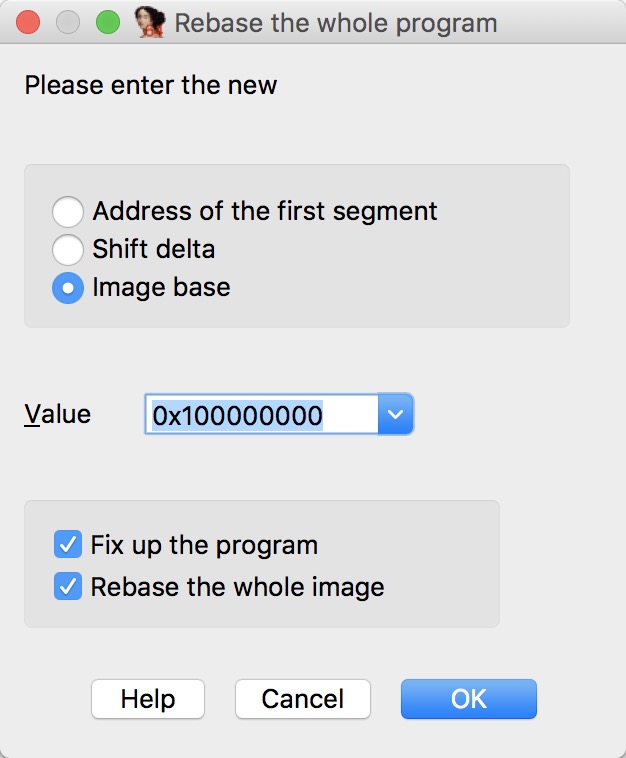 Rebase the whole program
Please enter the new
Address of the first segment
Shift delta
Image base
Value 0x100000000
Fix up the program
Rebase the whole image
Help Cancel OK